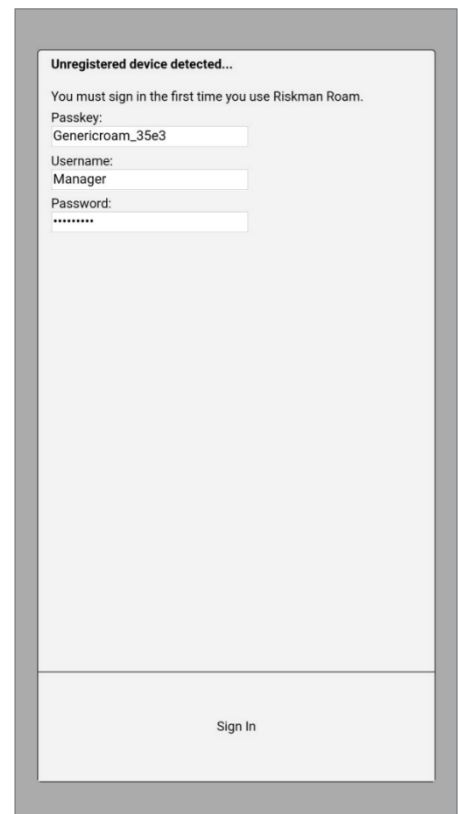 Unregistered device detected...
You must sign in the first time you use Riskman Roam.
Passkey:
Genericroam_35e3
Username:
Manager
Password:
•••••••••
Sign In